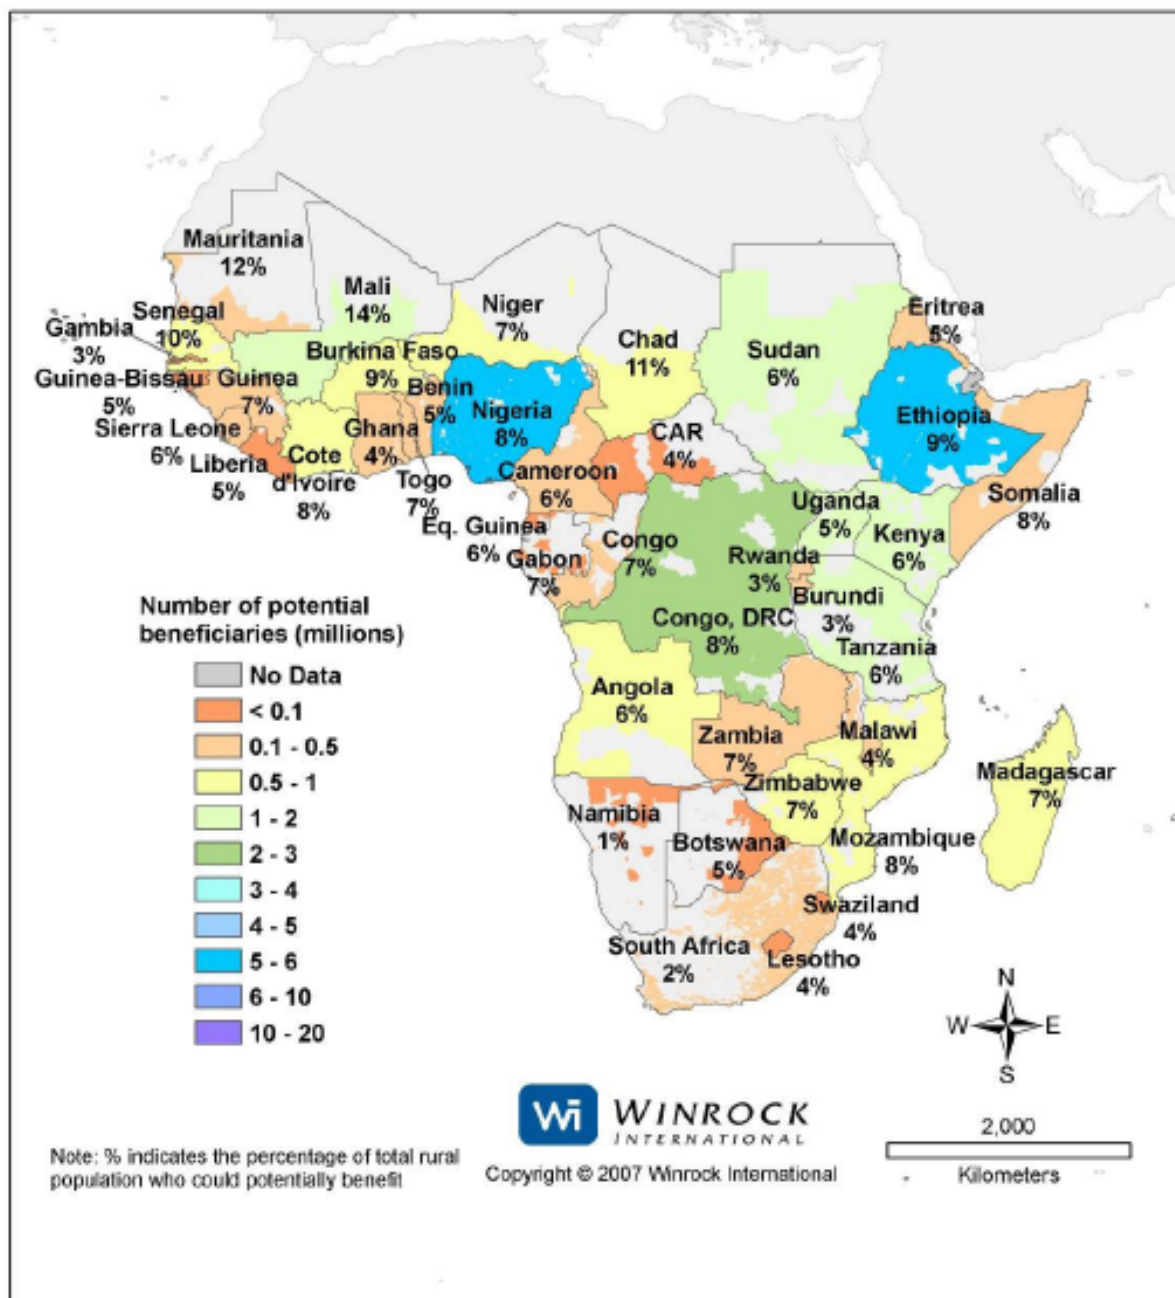 Mauritania
12%
Mali
14%
Niger
7%
Chad
11%
Sudan
6%
Eritrea
5%
Senegal
10%
Gambia
3%
Burkina Faso
9%
Guinea-Bissau
5%
Guinea
7%
Benin
5%
Nigeria
8%
Ethiopia
9%
Sierra Leone
6%
Liberia
5%
Cote
d'Ivoire
8%
Ghana
4%
Togo
7%
Cameroon
6%
CAR
4%
Somalia
8%
Eq. Guinea
6%
Gabon
7%
Congo
7%
Uganda
5%
Kenya
6%
Rwanda
3%
Burundi
3%
Congo, DRC
8%
Tanzania
6%
Number of potential
beneficiaries (millions)
No Data
< 0.1
0.1 - 0.5
0.5 - 1
1 - 2
2 - 3
3 - 4
4 - 5
5 - 6
6 - 10
10 - 20
Angola
6%
Zambia
7%
Malawi
4%
Zimbabwe
7%
Madagascar
7%
Namibia
1%
Botswana
5%
Mozambique
8%
Swaziland
4%
South Africa
2%
Lesotho
4%
N
W
E
S
Wi WINROCK
INTERNATIONAL
Copyright © 2007 Winrock International
2,000
Kilometers
Note: % indicates the percentage of total rural
population who could potentially benefit